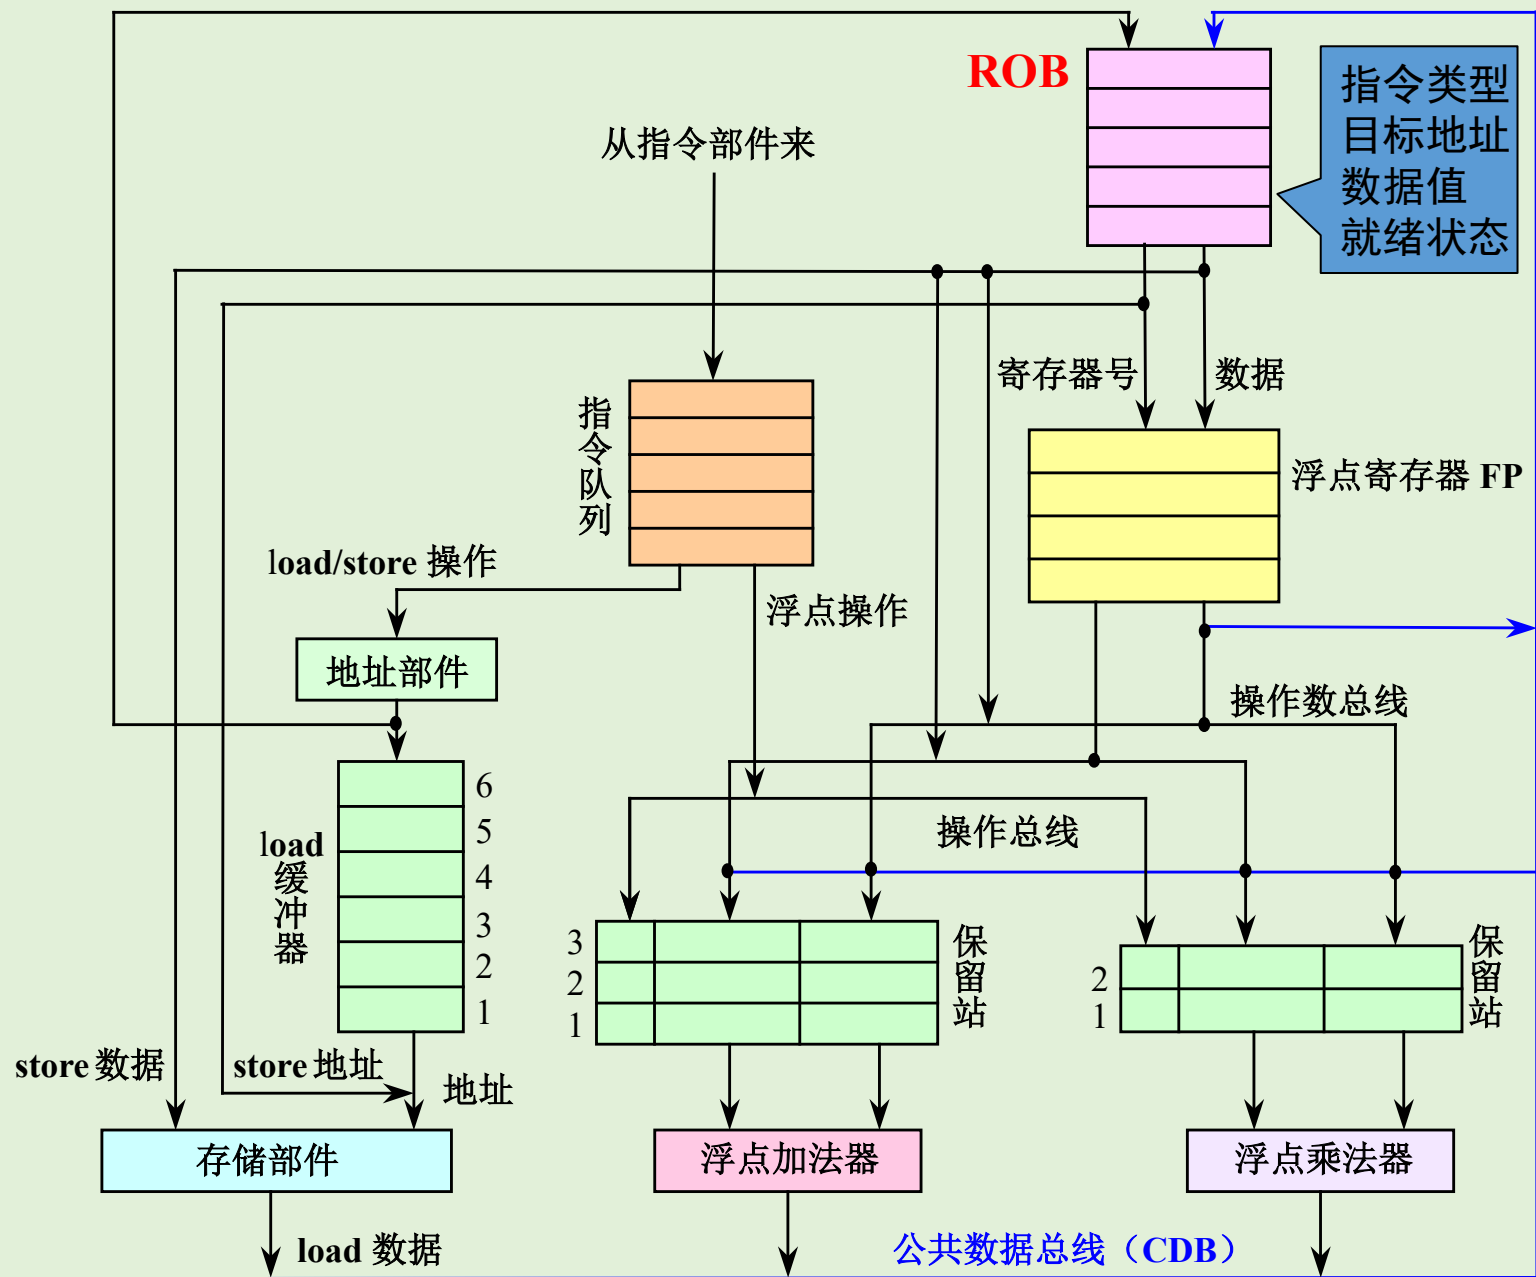 ROB
指令类型
目标地址
数据值
就绪状态
从指令部件来
寄存器号
数据
指令队列
浮点寄存器 FP
load/store 操作
浮点操作
地址部件
操作数总线
load
缓冲器
6
5
4
3
2
1
操作总线
3
2
1
保留站
2
1
保留站
store 数据
store 地址
地址
存储部件
浮点加法器
浮点乘法器
load 数据
公共数据总线（CDB）